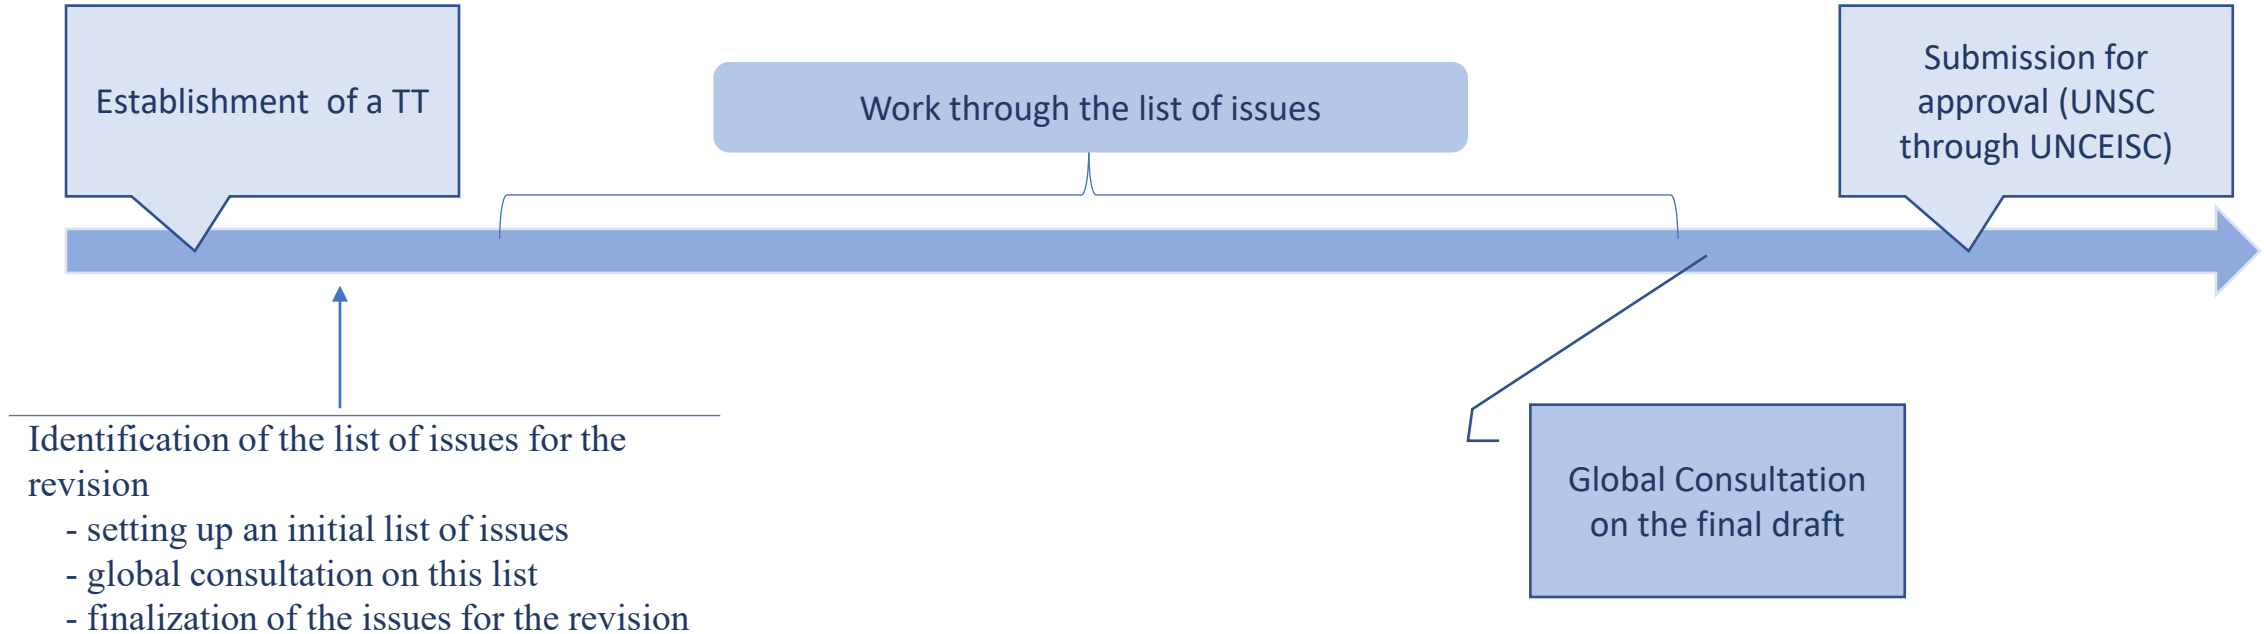 Establishment of a TT
Work through the list of issues
Submission for
approval (UNSC
through UNCEISC)
Identification of the list of issues for the
revision
- setting up an initial list of issues
- global consultation on this list
- finalization of the issues for the revision
Global Consultation
on the final draft